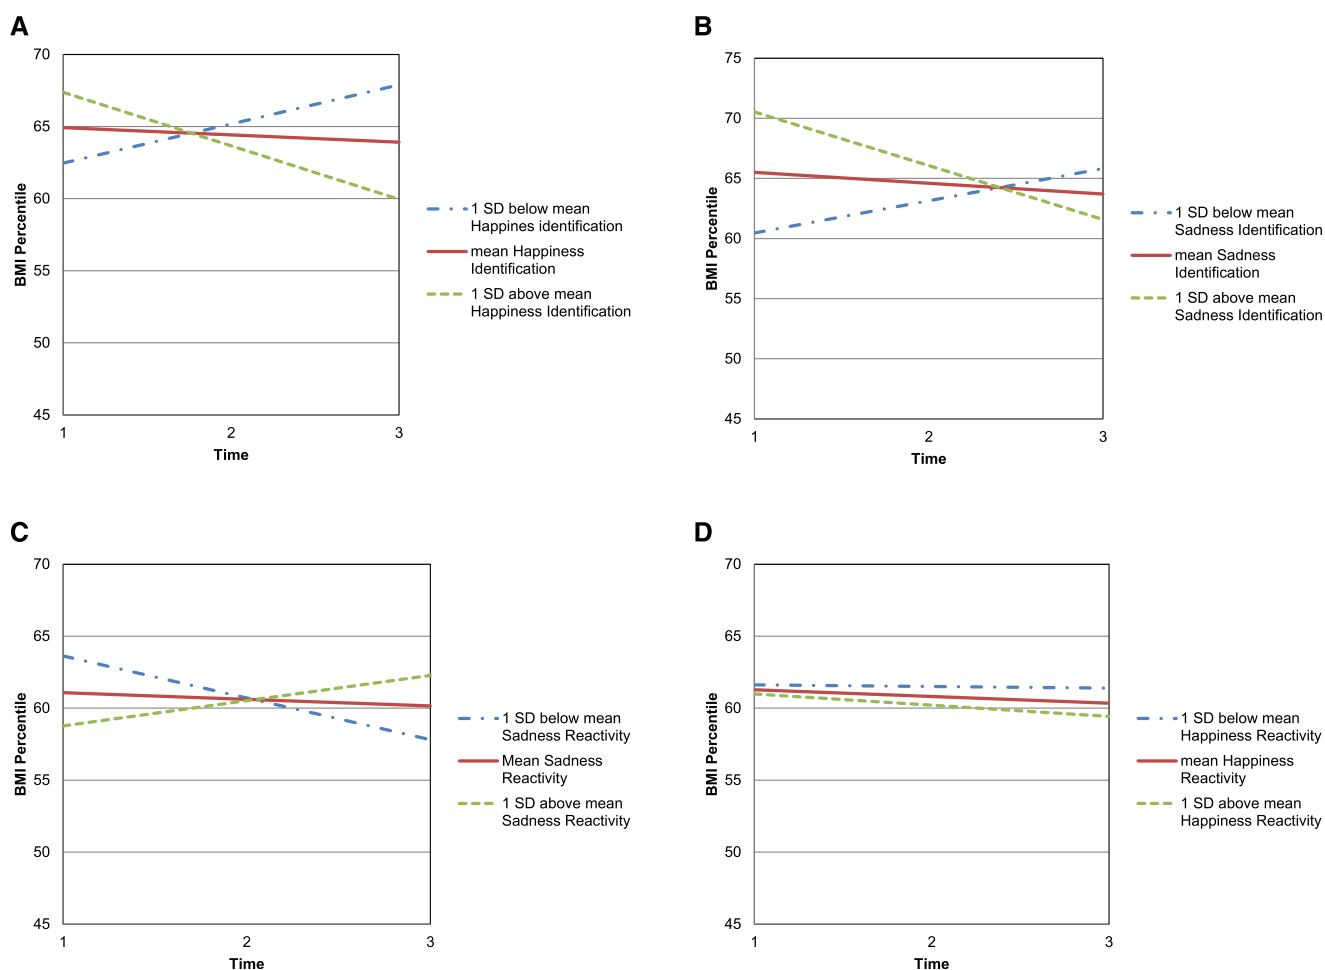 A
70
65
60
55
50
45
BMI Percentile
1
2
3
Time
1 SD below mean
Happines identification
mean Happiness
Identification
1 SD above mean
Happiness Identification
B
75
70
65
60
55
50
45
BMI Percentile
1
2
3
Time
1 SD below mean
Sadness Identification
mean Sadness
Identification
1 SD above mean
Sadness Identification
C
70
65
60
55
50
45
BMI Percentile
1
2
3
Time
1 SD below mean
Sadness Reactivity
Mean Sadness
Reactivity
1 SD above mean
Sadness Reactivity
D
70
65
60
55
50
45
BMI Percentile
1
2
3
Time
1 SD below mean
Happiness Reactivity
mean Happiness
Reactivity
1 SD above mean
Happiness Reactivity